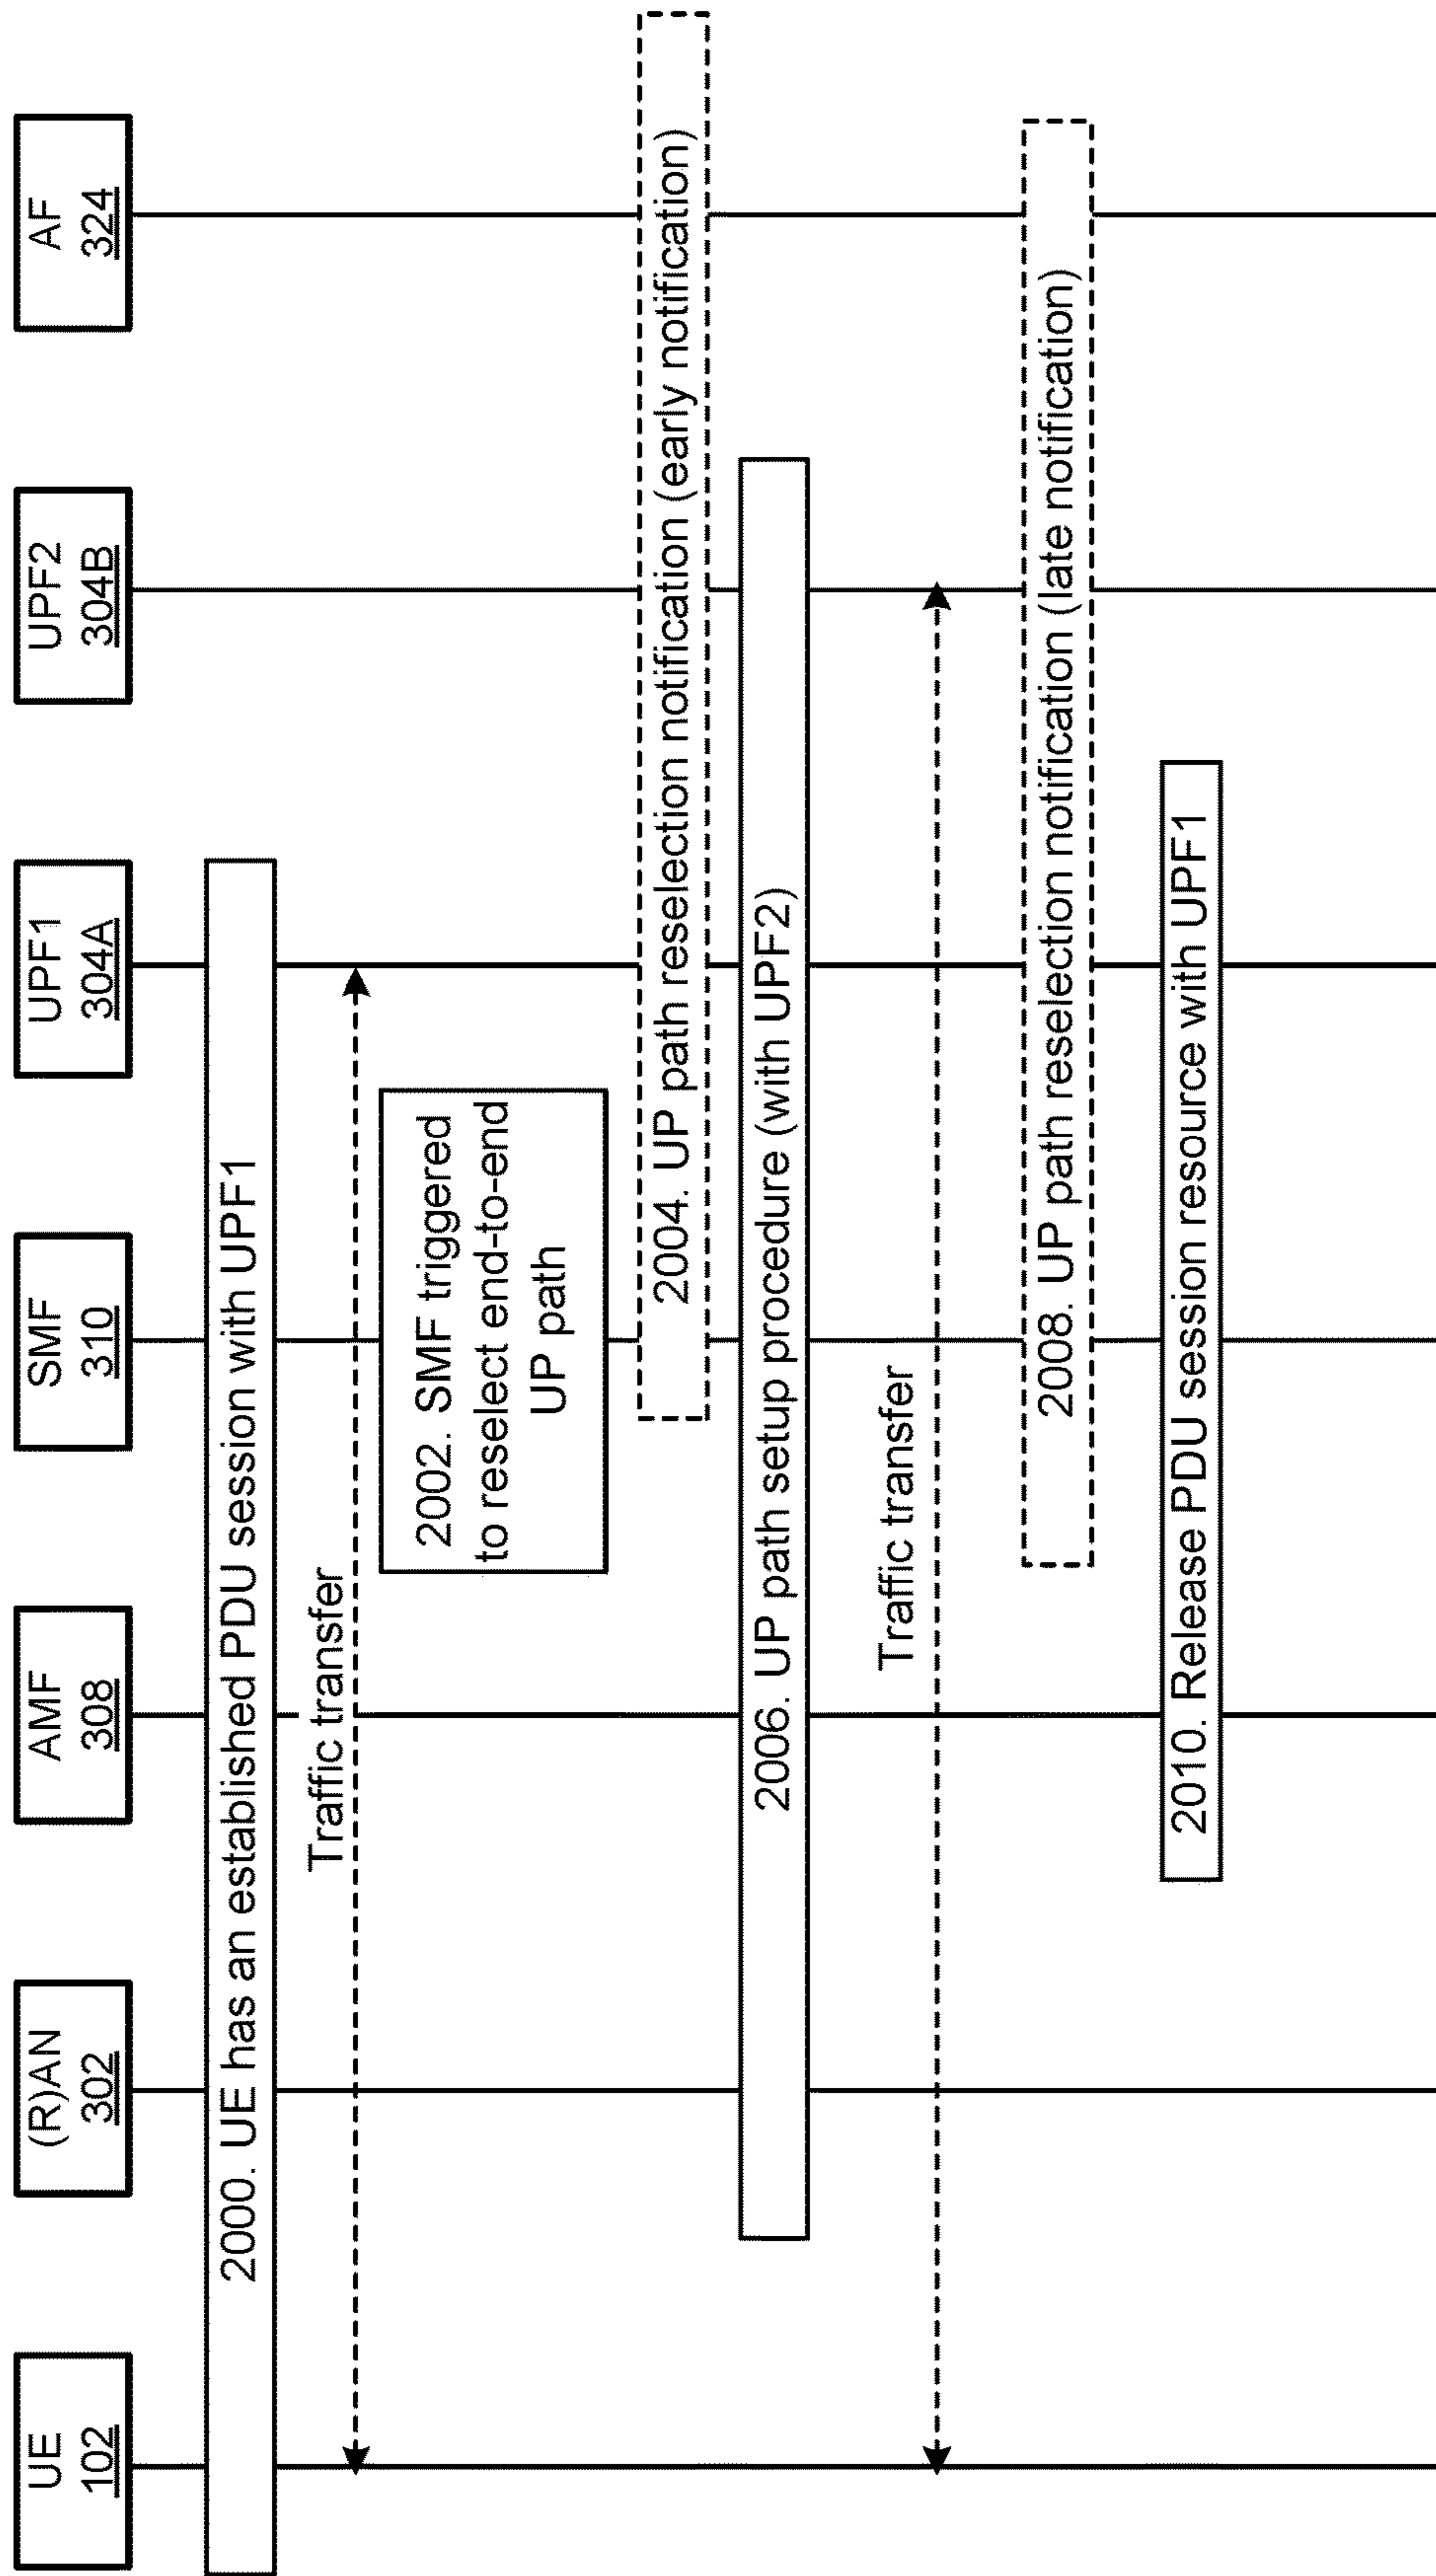 UE
102
(R)AN
302
AMF
308
SMF
310
UPF1
304A
UPF2
304B
AF
324
2000. UE has an established PDU session with UPF1
Traffic transfer
2002. SMF triggered
to reselect end-to-end
UP path
2004. UP path reselection notification (early notification)
2006. UP path setup procedure (with UPF2)
Traffic transfer
2008. UP path reselection notification (late notification)
2010. Release PDU session resource with UPF1